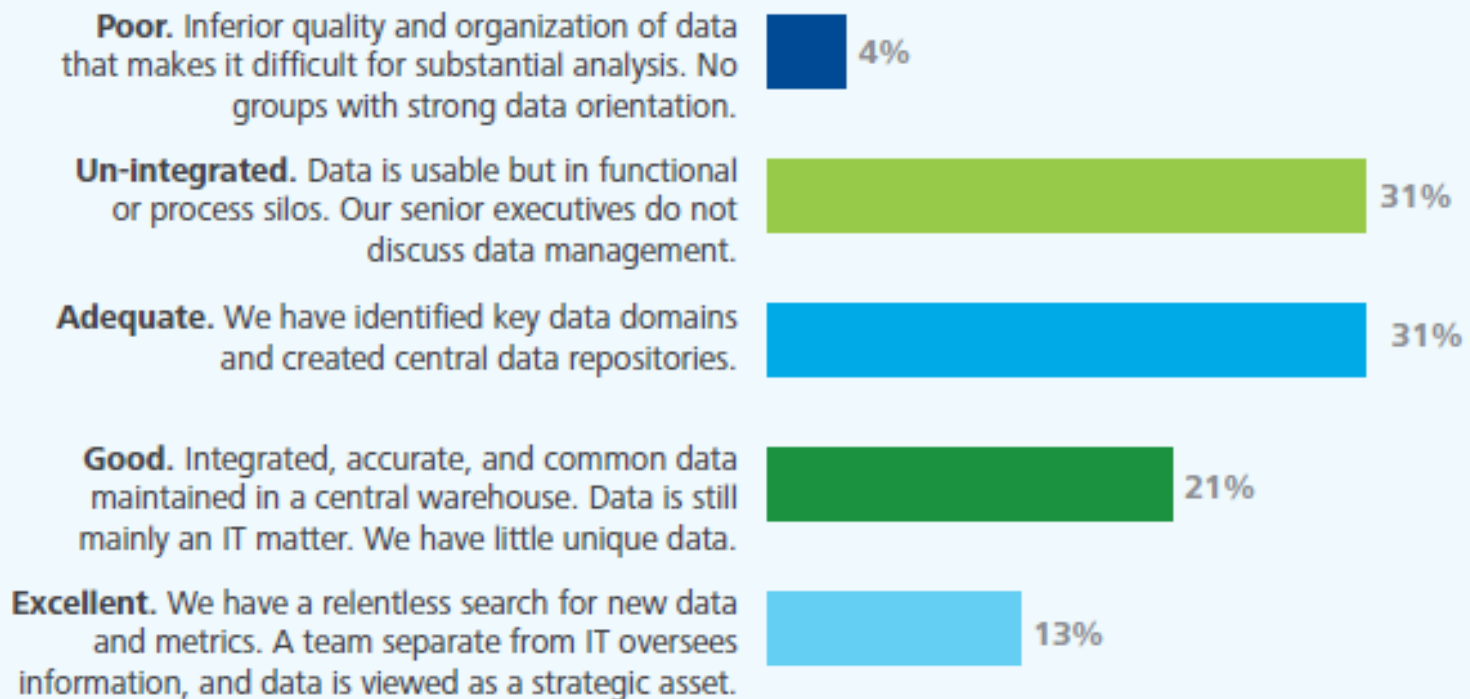 Poor. Inferior quality and organization of data
that makes it difficult for substantial analysis. No
groups with strong data orientation.
4%
Un-integrated. Data is usable but in functional
or process silos. Our senior executives do not
discuss data management.
31%
Adequate. We have identified key data domains
and created central data repositories.
31%
Good. Integrated, accurate, and common data
maintained in a central warehouse. Data is still
mainly an IT matter. We have little unique data.
21%
Excellent. We have a relentless search for new data
and metrics. A team separate from IT oversees
information, and data is viewed as a strategic asset.
13%